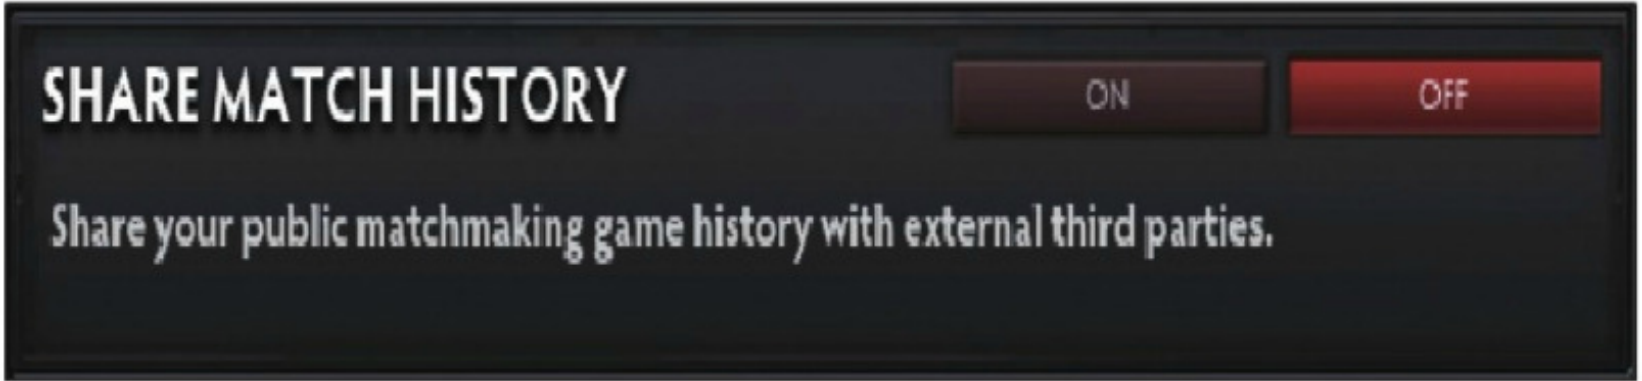 SHARE MATCH HISTORY ON OFF
Share your public matchmaking game history with external third parties.